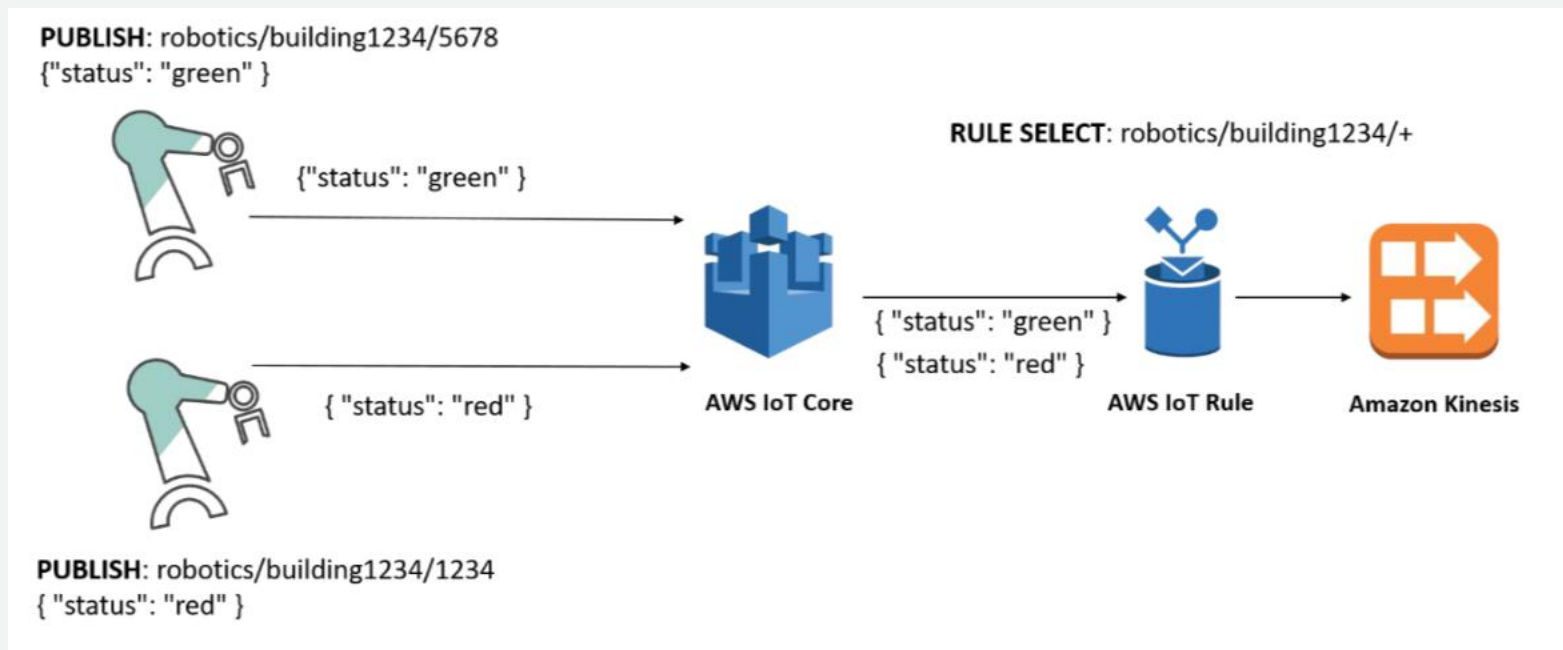 PUBLISH: robotics/building1234/5678
{"status": "green" }
RULE SELECT: robotics/building1234/+
{"status": "green" }
{ "status": "green" }
{ "status": "red" }
{ "status": "red" }
AWS IoT Core
AWS IoT Rule
Amazon Kinesis
PUBLISH: robotics/building1234/1234
{ "status": "red" }